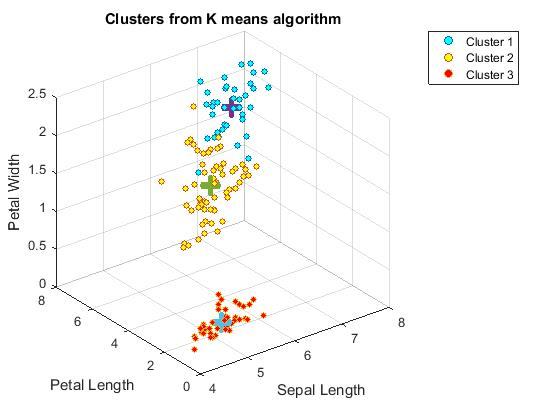 Clusters from K means algorithm
Cluster 1
Cluster 2
Cluster 3
2.5
2
1.5
1
0.5
0
Petal Width
8
6
4
2
0
Petal Length
4
5
6
7
8
Sepal Length